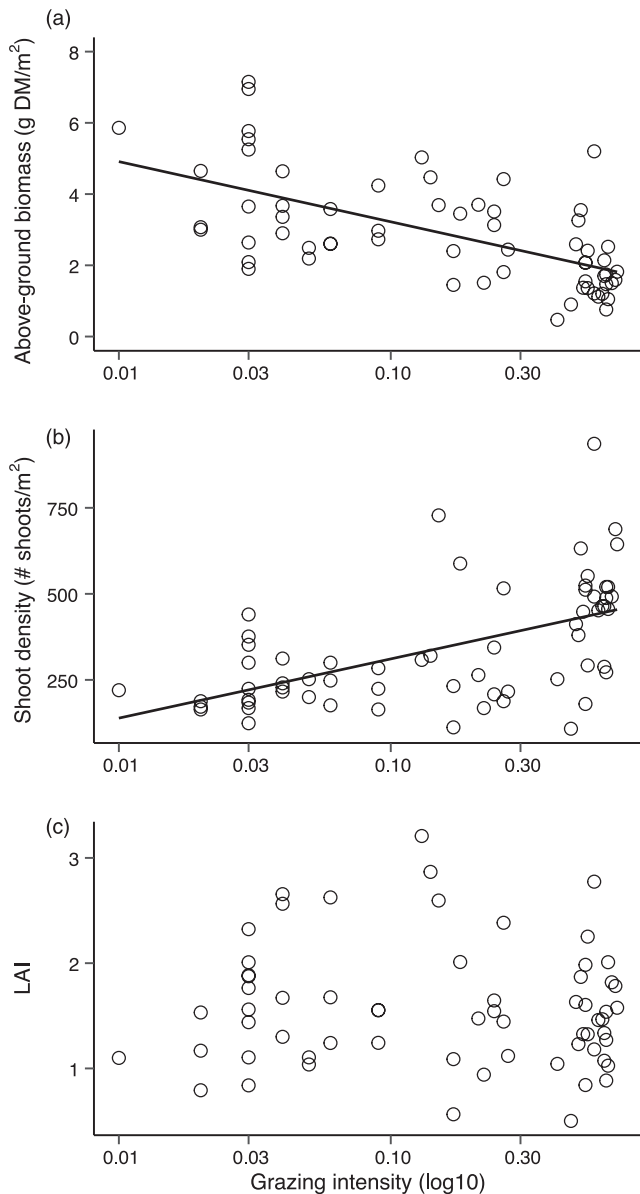 (a)
Above-ground biomass (g DM/m²)
8
6
4
2
0
0.01 0.03 0.10 0.30
(b)
Shoot density (# shoots/m²)
750
500
250
0.01 0.03 0.10 0.30
(c)
LAI
3
2
1
0.01 0.03 0.10 0.30
Grazing intensity (log10)